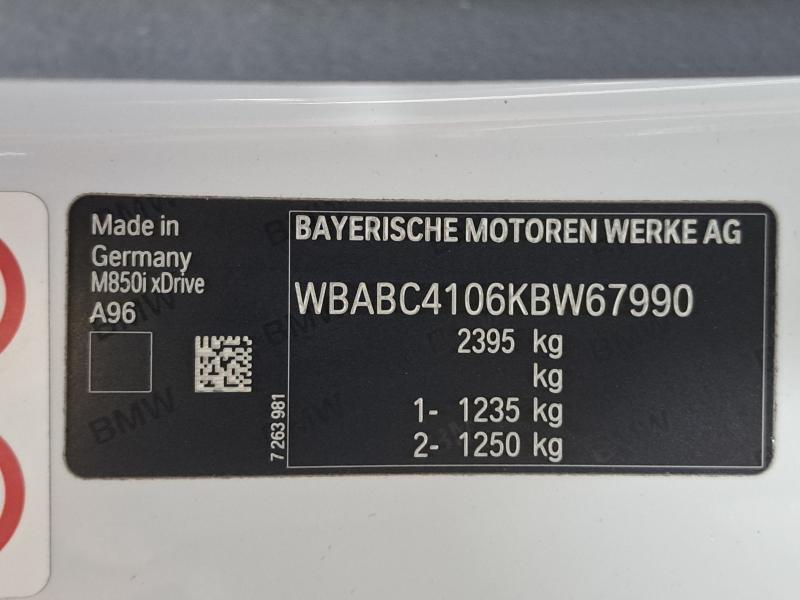 Made in
Germany
M850i xDrive
A96
7 263 981
BAYERISCHE MOTOREN WERKE AG
WBABC4106KBW67990
2395 kg
kg
1- 1235 kg
2- 1250 kg
BMW